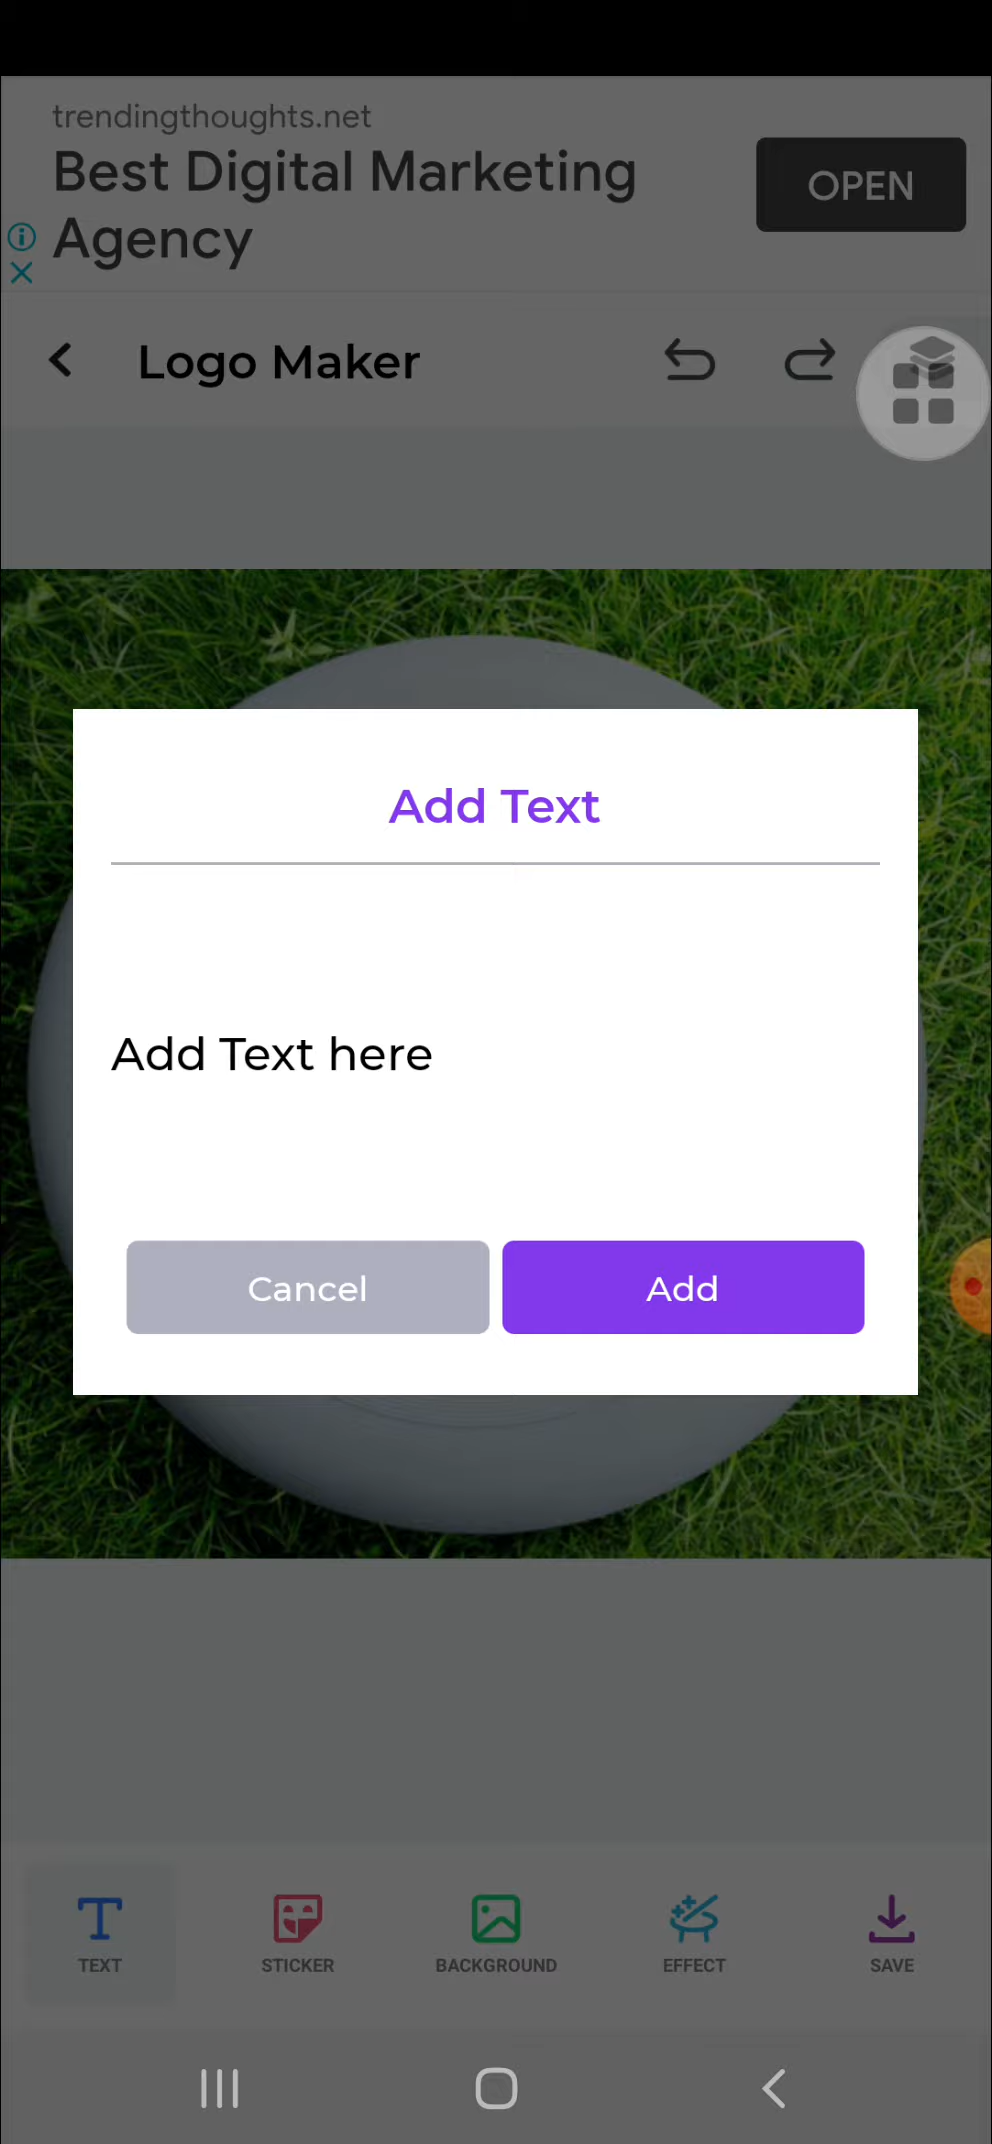 trendingthoughts.net
Best Digital Marketing
Agency
OPEN
Logo Maker
Add Text
Add Text here
Cancel
Add
TEXT
STICKER
BACKGROUND
EFFECT
SAVE